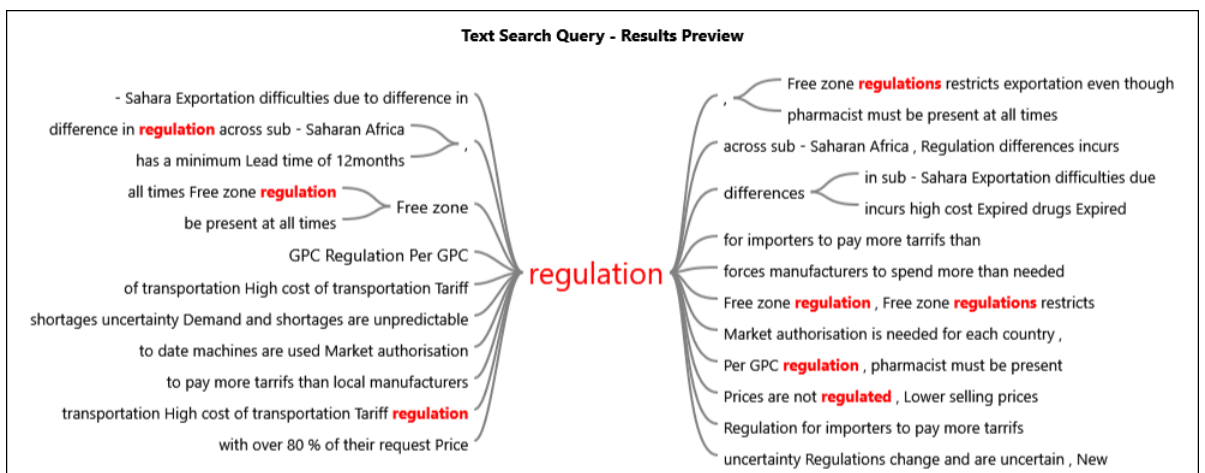 Text Search Query - Results Preview
- Sahara Exportation difficulties due to difference in
difference in regulation across sub - Saharan Africa
has a minimum Lead time of 12months
,
all times Free zone regulation
be present at all times
Free zone
GPC Regulation Per GPC
of transportation High cost of transportation Tariff
shortages uncertainty Demand and shortages are unpredictable
to date machines are used Market authorisation
to pay more tarrifs than local manufacturers
transportation High cost of transportation Tariff regulation
with over 80 % of their request Price
regulation
,
Free zone regulations restricts exportation even though
pharmacist must be present at all times
across sub - Saharan Africa , Regulation differences incurs
differences
in sub - Sahara Exportation difficulties due
incurs high cost Expired drugs Expired
for importers to pay more tarrifs than
forces manufacturers to spend more than needed
Free zone regulation , Free zone regulations restricts
Market authorisation is needed for each country ,
Per GPC regulation , pharmacist must be present
Prices are not regulated , Lower selling prices
Regulation for importers to pay more tarrifs
uncertainty Regulations change and are uncertain , New